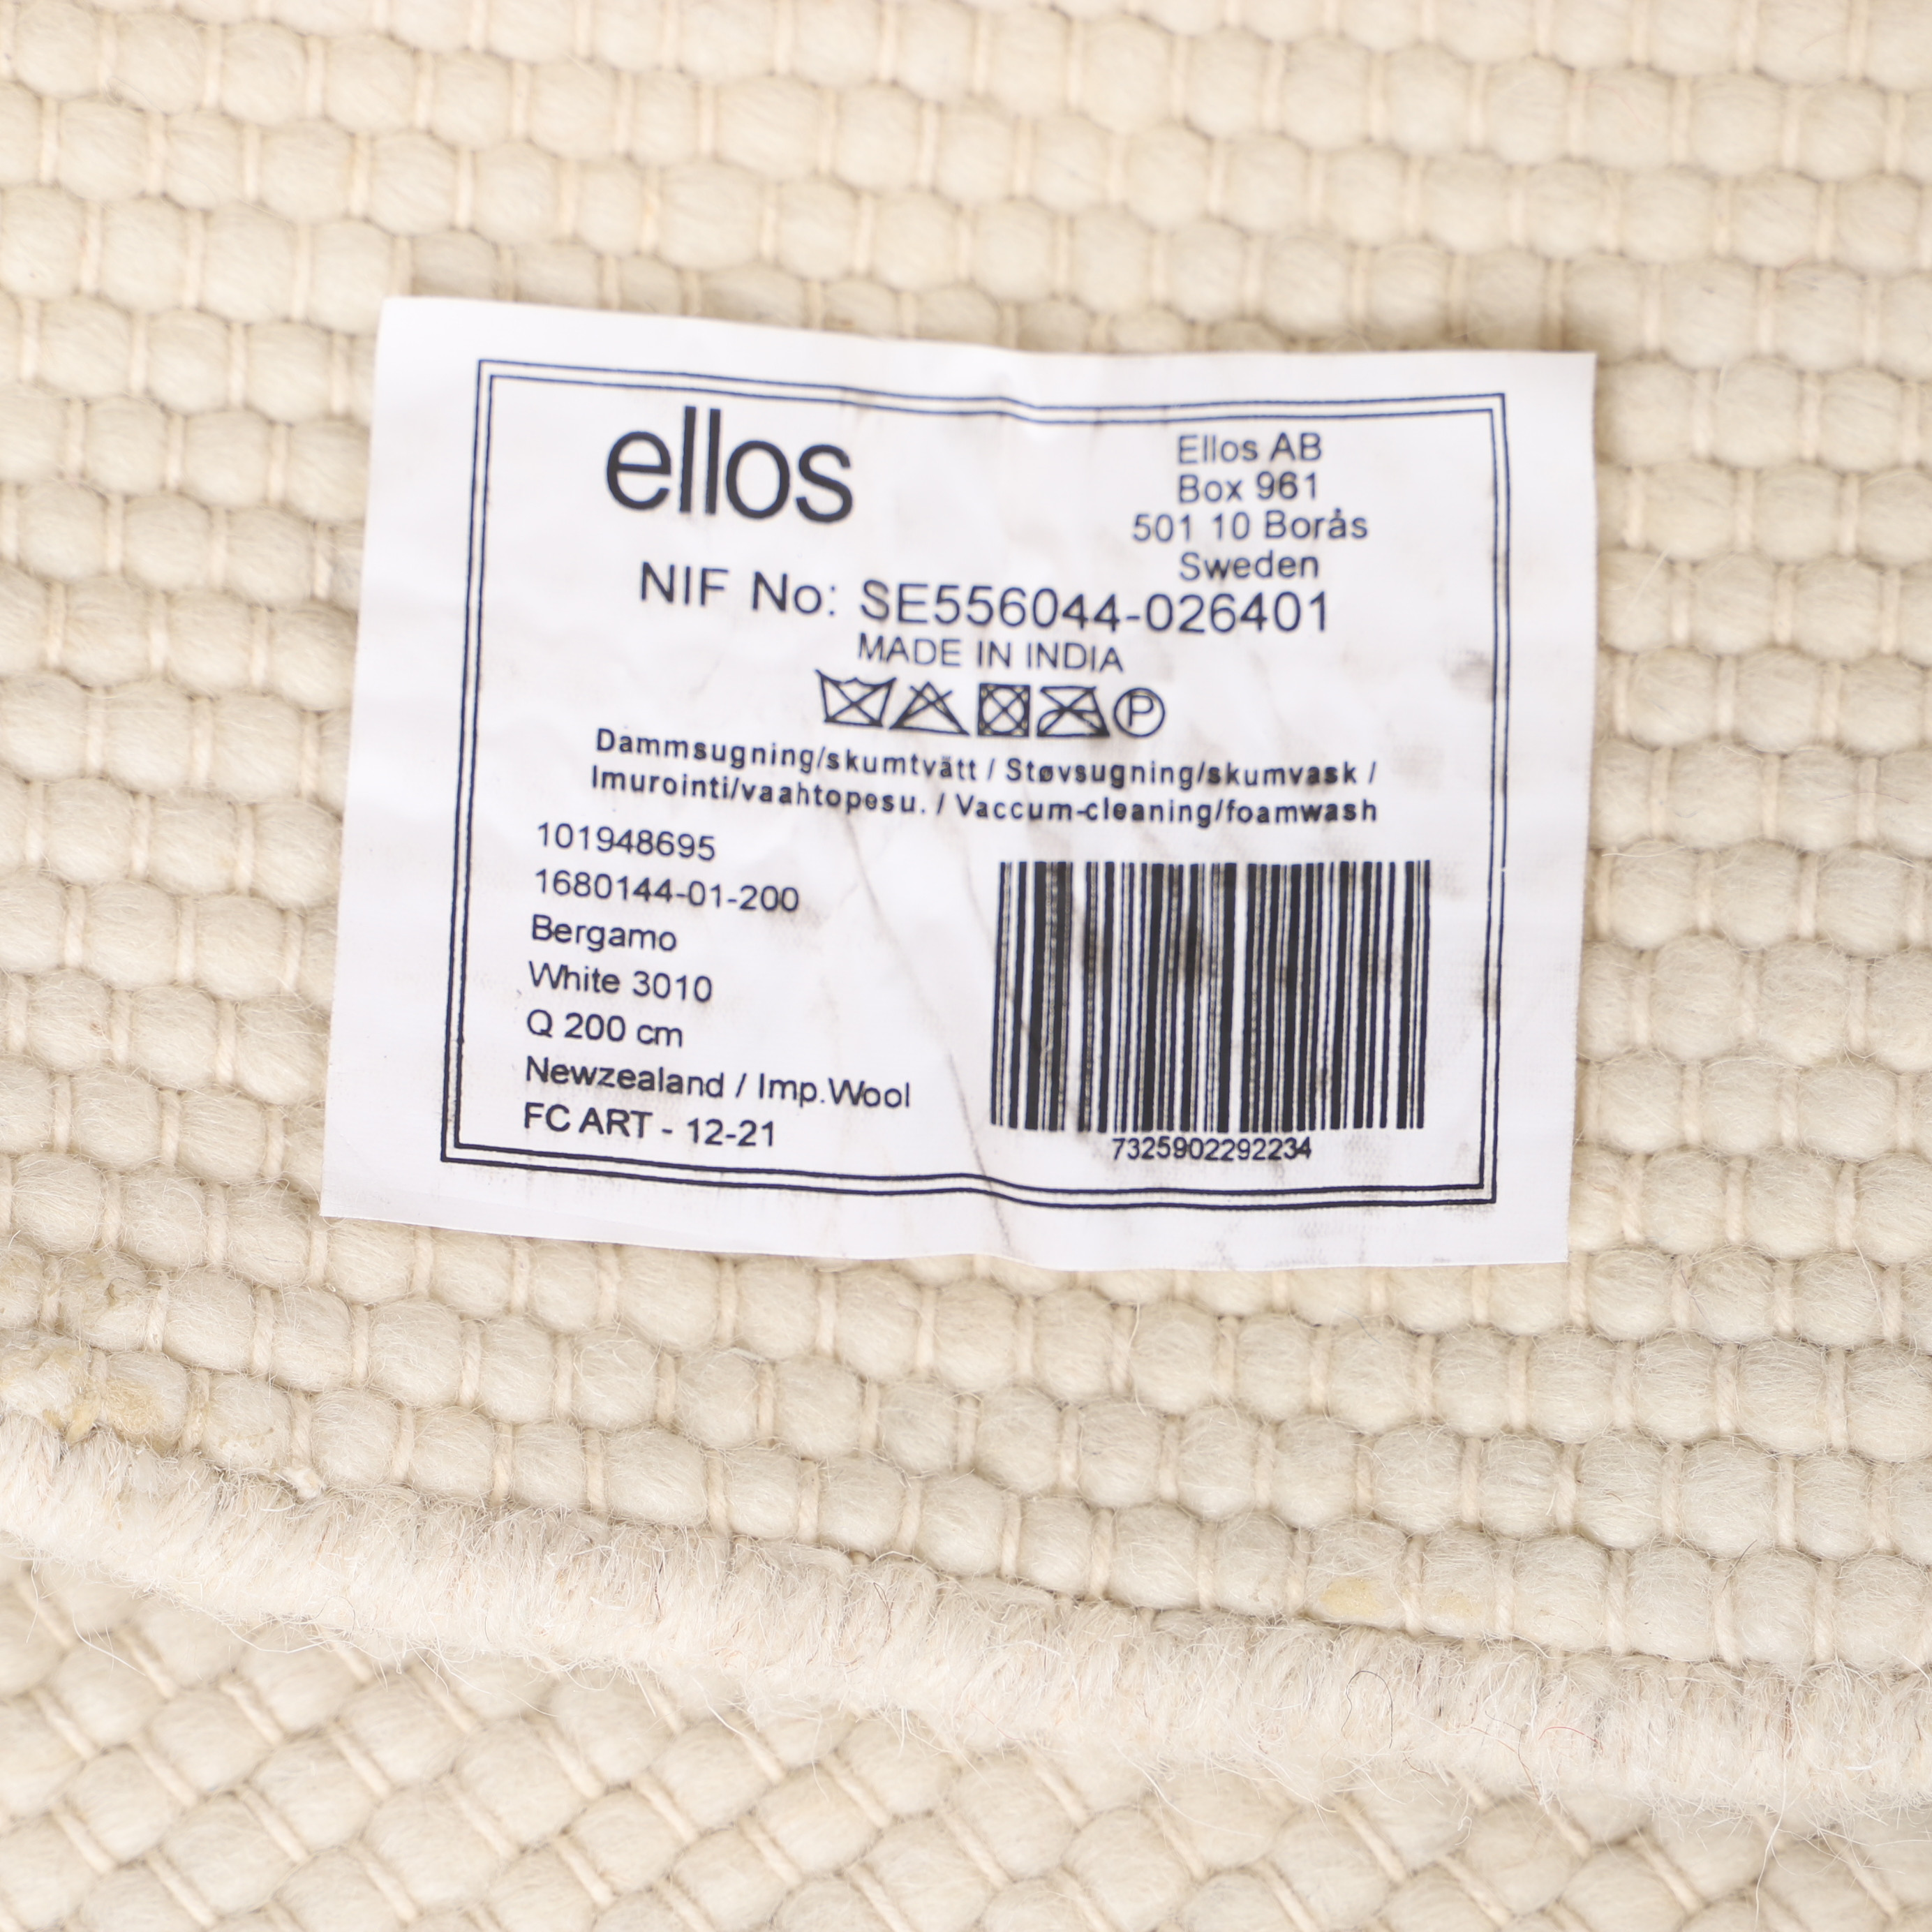 ellos
Ellos AB
Box 961
501 10 Borås
Sweden
NIF No: SE556044-026401
MADE IN INDIA
P
Dammsugning/skumtvätt / Støvsugning/skumvask /
Imurointi/vaahtopesu. / Vaccum-cleaning/foamwash
101948695
1680144-01-200
Bergamo
White 3010
Q 200 cm
Newzealand / Imp.Wool
FC ART - 12-21
7325902292234